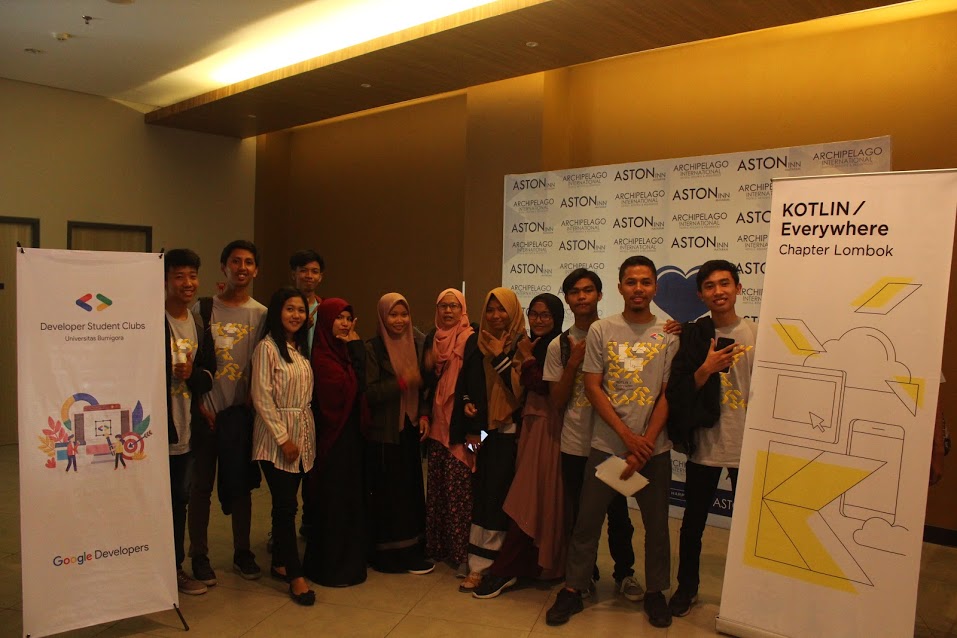 Developer Student Clubs
Universitas Bumigora
Google Developers
ASTON INN
ARCHIPELAGO
INTERNATIONAL
KOTLIN /
Everywhere
Chapter Lombok